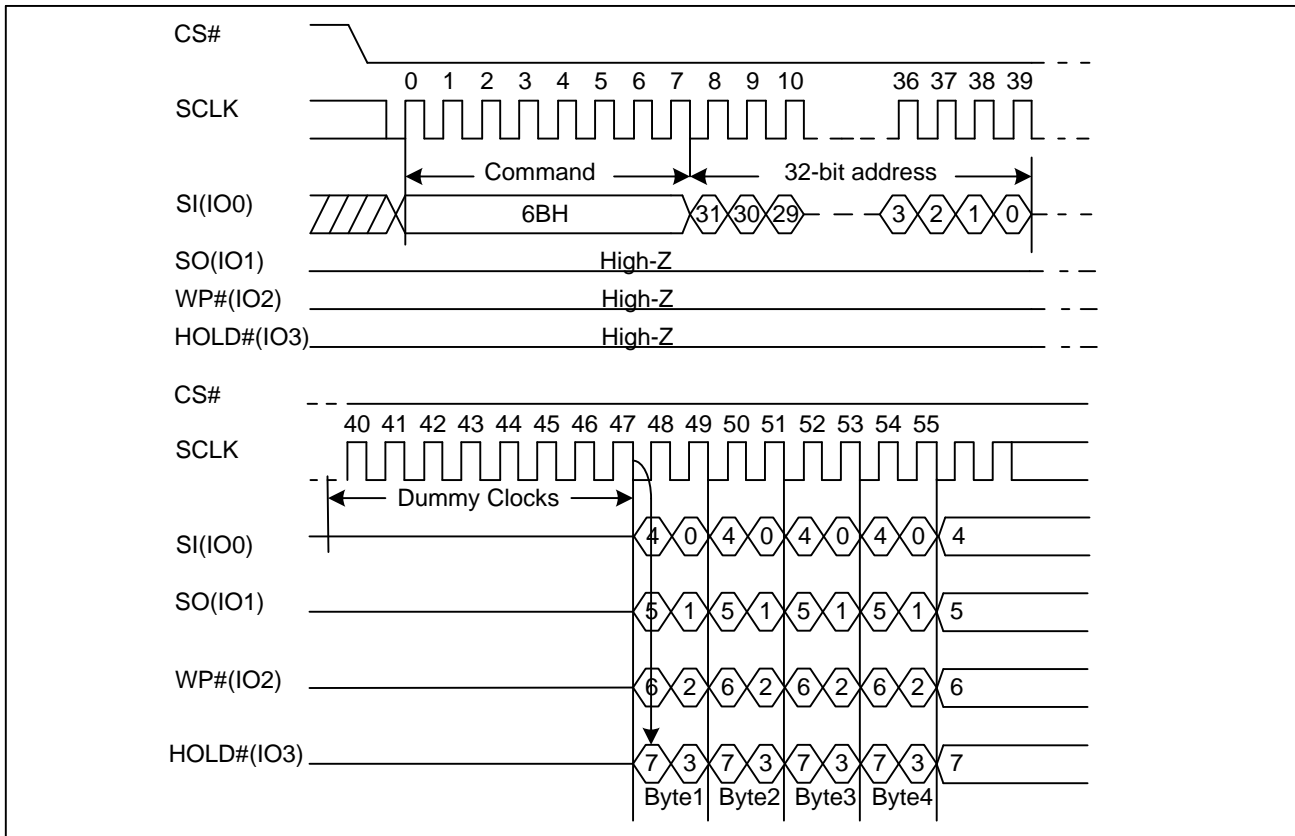 CS#
0 1 2 3 4 5 6 7 8 9 10 36 37 38 39
SCLK
Command 32-bit address
SI(IO0) 6BH 31 30 29 3 2 1 0
SO(IO1) High-Z
WP#(IO2) High-Z
HOLD#(IO3) High-Z
CS#
40 41 42 43 44 45 46 47 48 49 50 51 52 53 54 55
SCLK
Dummy Clocks
SI(IO0) 4 0 4 0 4 0 4 0 4
SO(IO1) 5 1 5 1 5 1 5 1 5
WP#(IO2) 6 2 6 2 6 2 6 2 6
HOLD#(IO3) 7 3 7 3 7 3 7 3 7
Byte1 Byte2 Byte3 Byte4